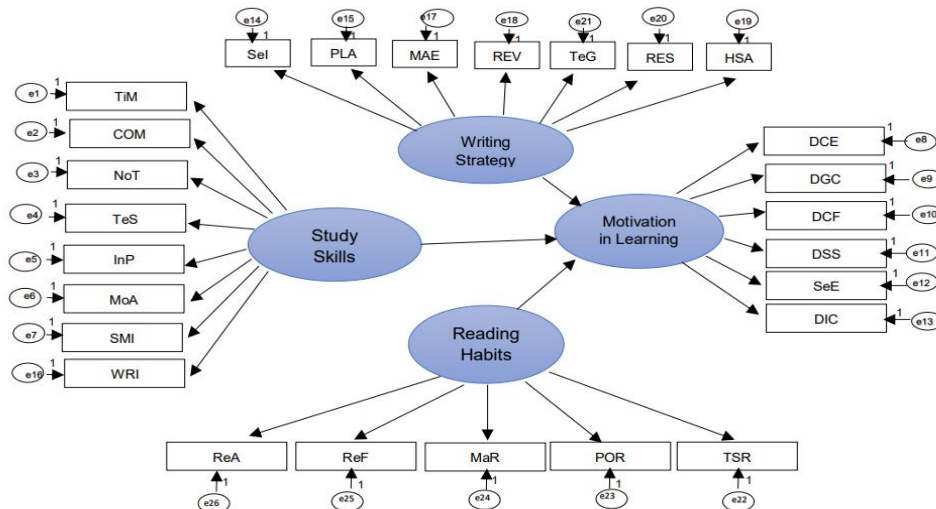 e14 e15 e17 e18 e21 e20 e19
1 1 1 1 1 1 1
SeI PLA MAE REV TeG RES HSA
e1 1 TiM
e2 1 COM
e3 1 NoT
e4 1 TeS
e5 1 InP
e6 1 MoA
e7 1 SMI
e16 1 WRI
Writing
Strategy
Study
Skills
Motivation
in Learning
Reading
Habits
DCE 1 e8
DGC 1 e9
DCF 1 e10
DSS 1 e11
SeE 1 e12
DIC 1 e13
ReA ReF MaR POR TSR
1 1 1 1 1
e26 e25 e24 e23 e22